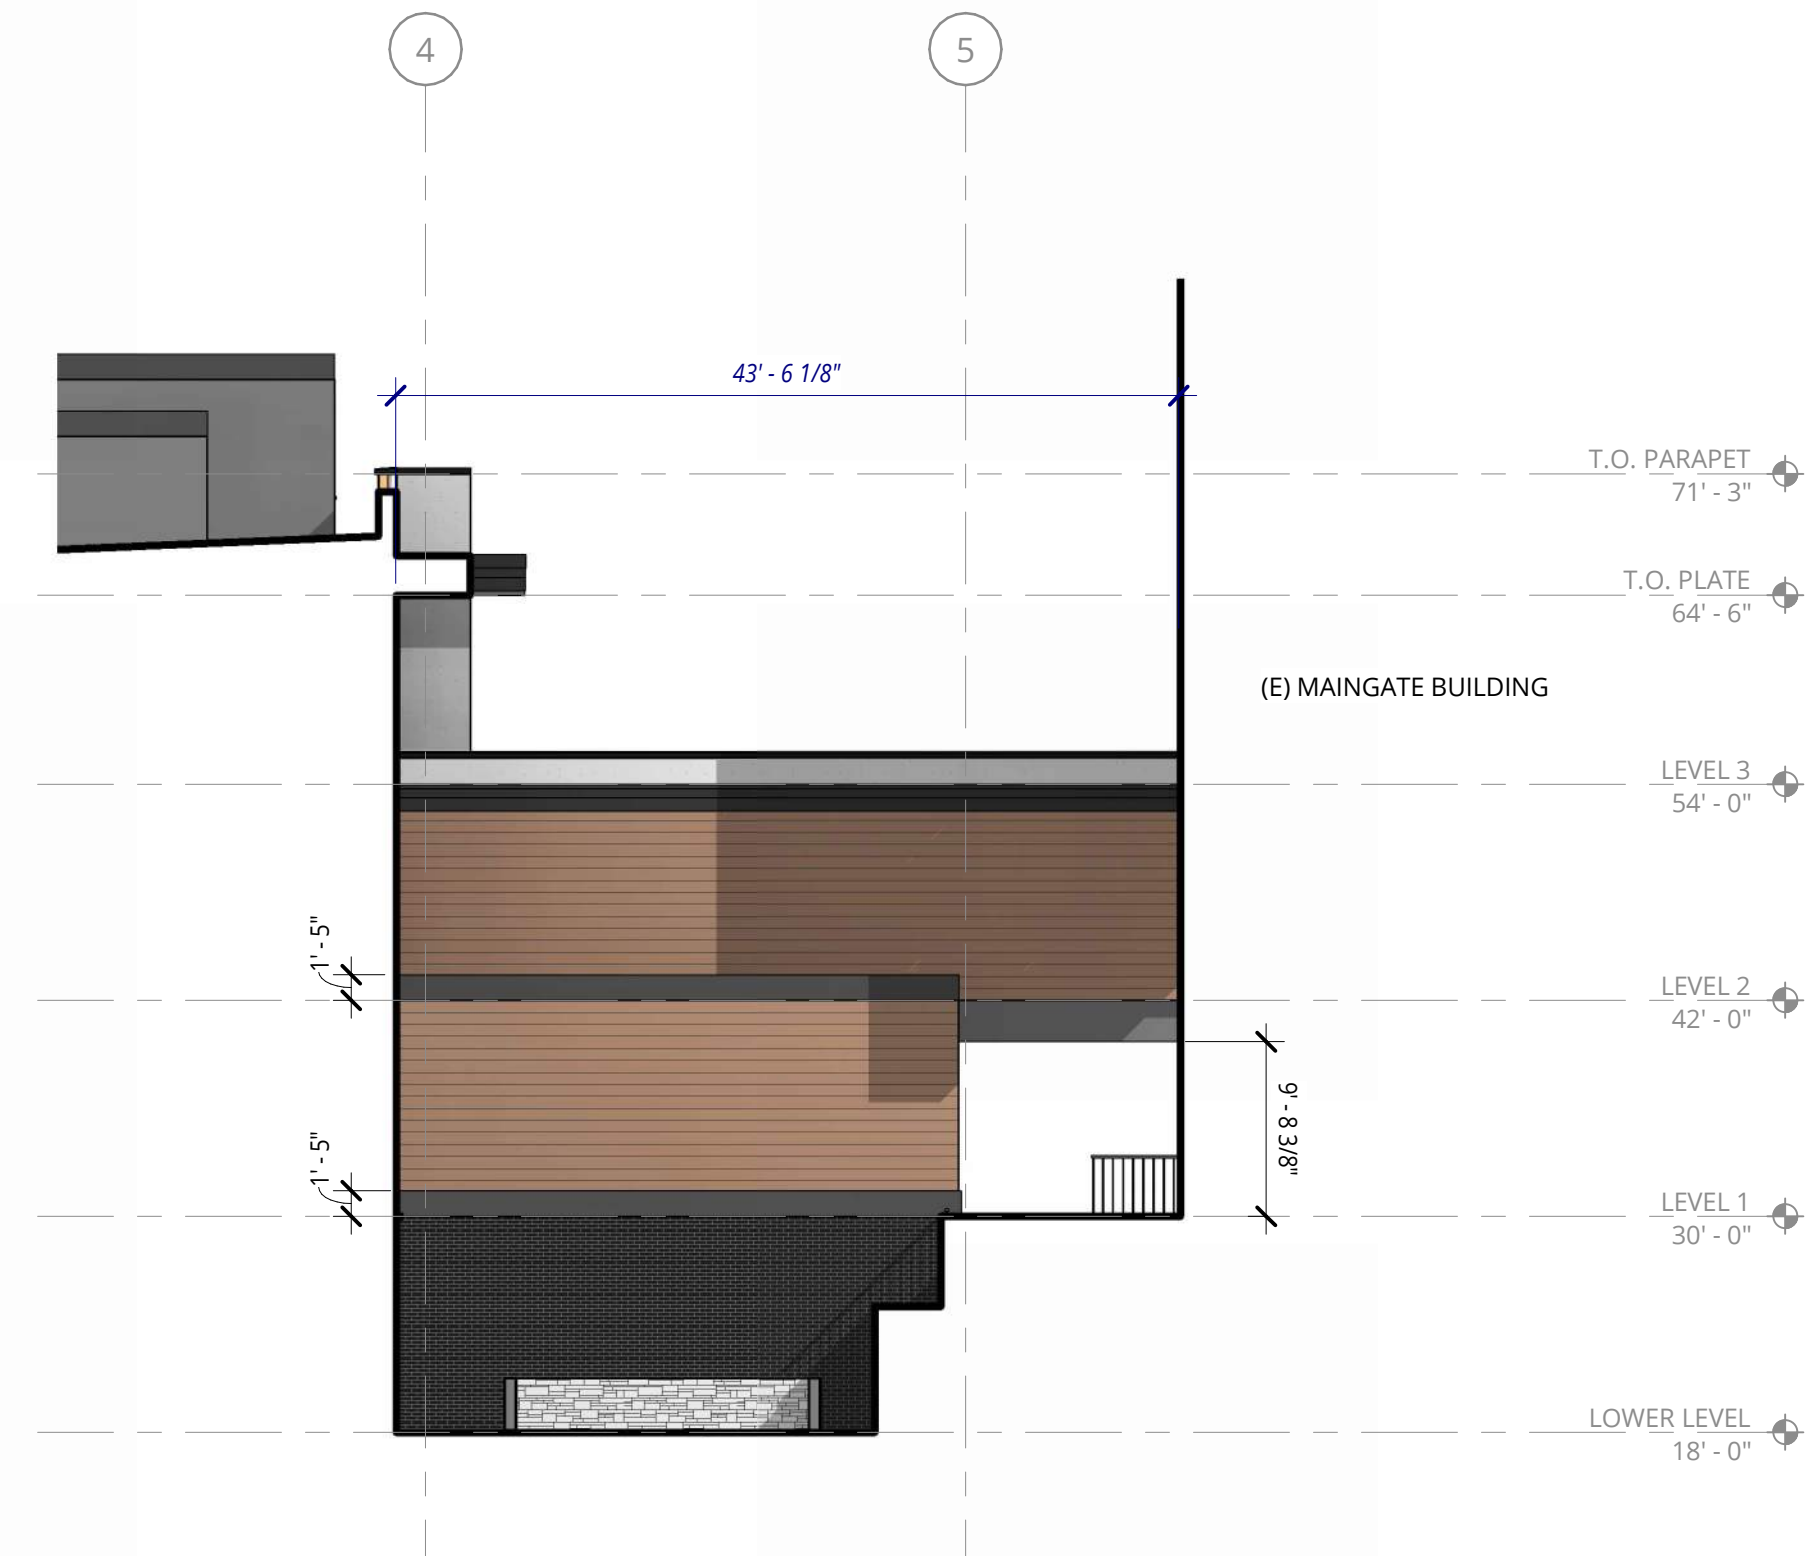 4
5
43' - 6 1/8"
T.O. PARAPET
71' - 3"
T.O. PLATE
64' - 6"
(E) MAINGATE BUILDING
LEVEL 3
54' - 0"
1' - 5"
LEVEL 2
42' - 0"
9' - 8 3/8"
1' - 5"
LEVEL 1
30' - 0"
LOWER LEVEL
18' - 0"